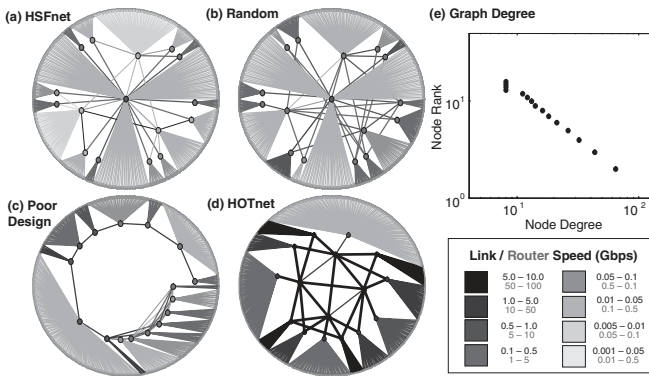 (a) HSFnet
(b) Random
(e) Graph Degree
Node Rank
10¹
10⁰
10¹
10²
Node Degree
(c) Poor
Design
(d) HOTnet
Link / Router Speed (Gbps)
5.0 – 10.0
50 – 100
1.0 – 5.0
10 – 50
0.5 – 1.0
5 – 10
0.1 – 0.5
1 – 5
0.05 – 0.1
0.5 – 0.1
0.01 – 0.05
0.1 – 0.5
0.005 – 0.01
0.05 – 0.1
0.001 – 0.05
0.01 – 0.5